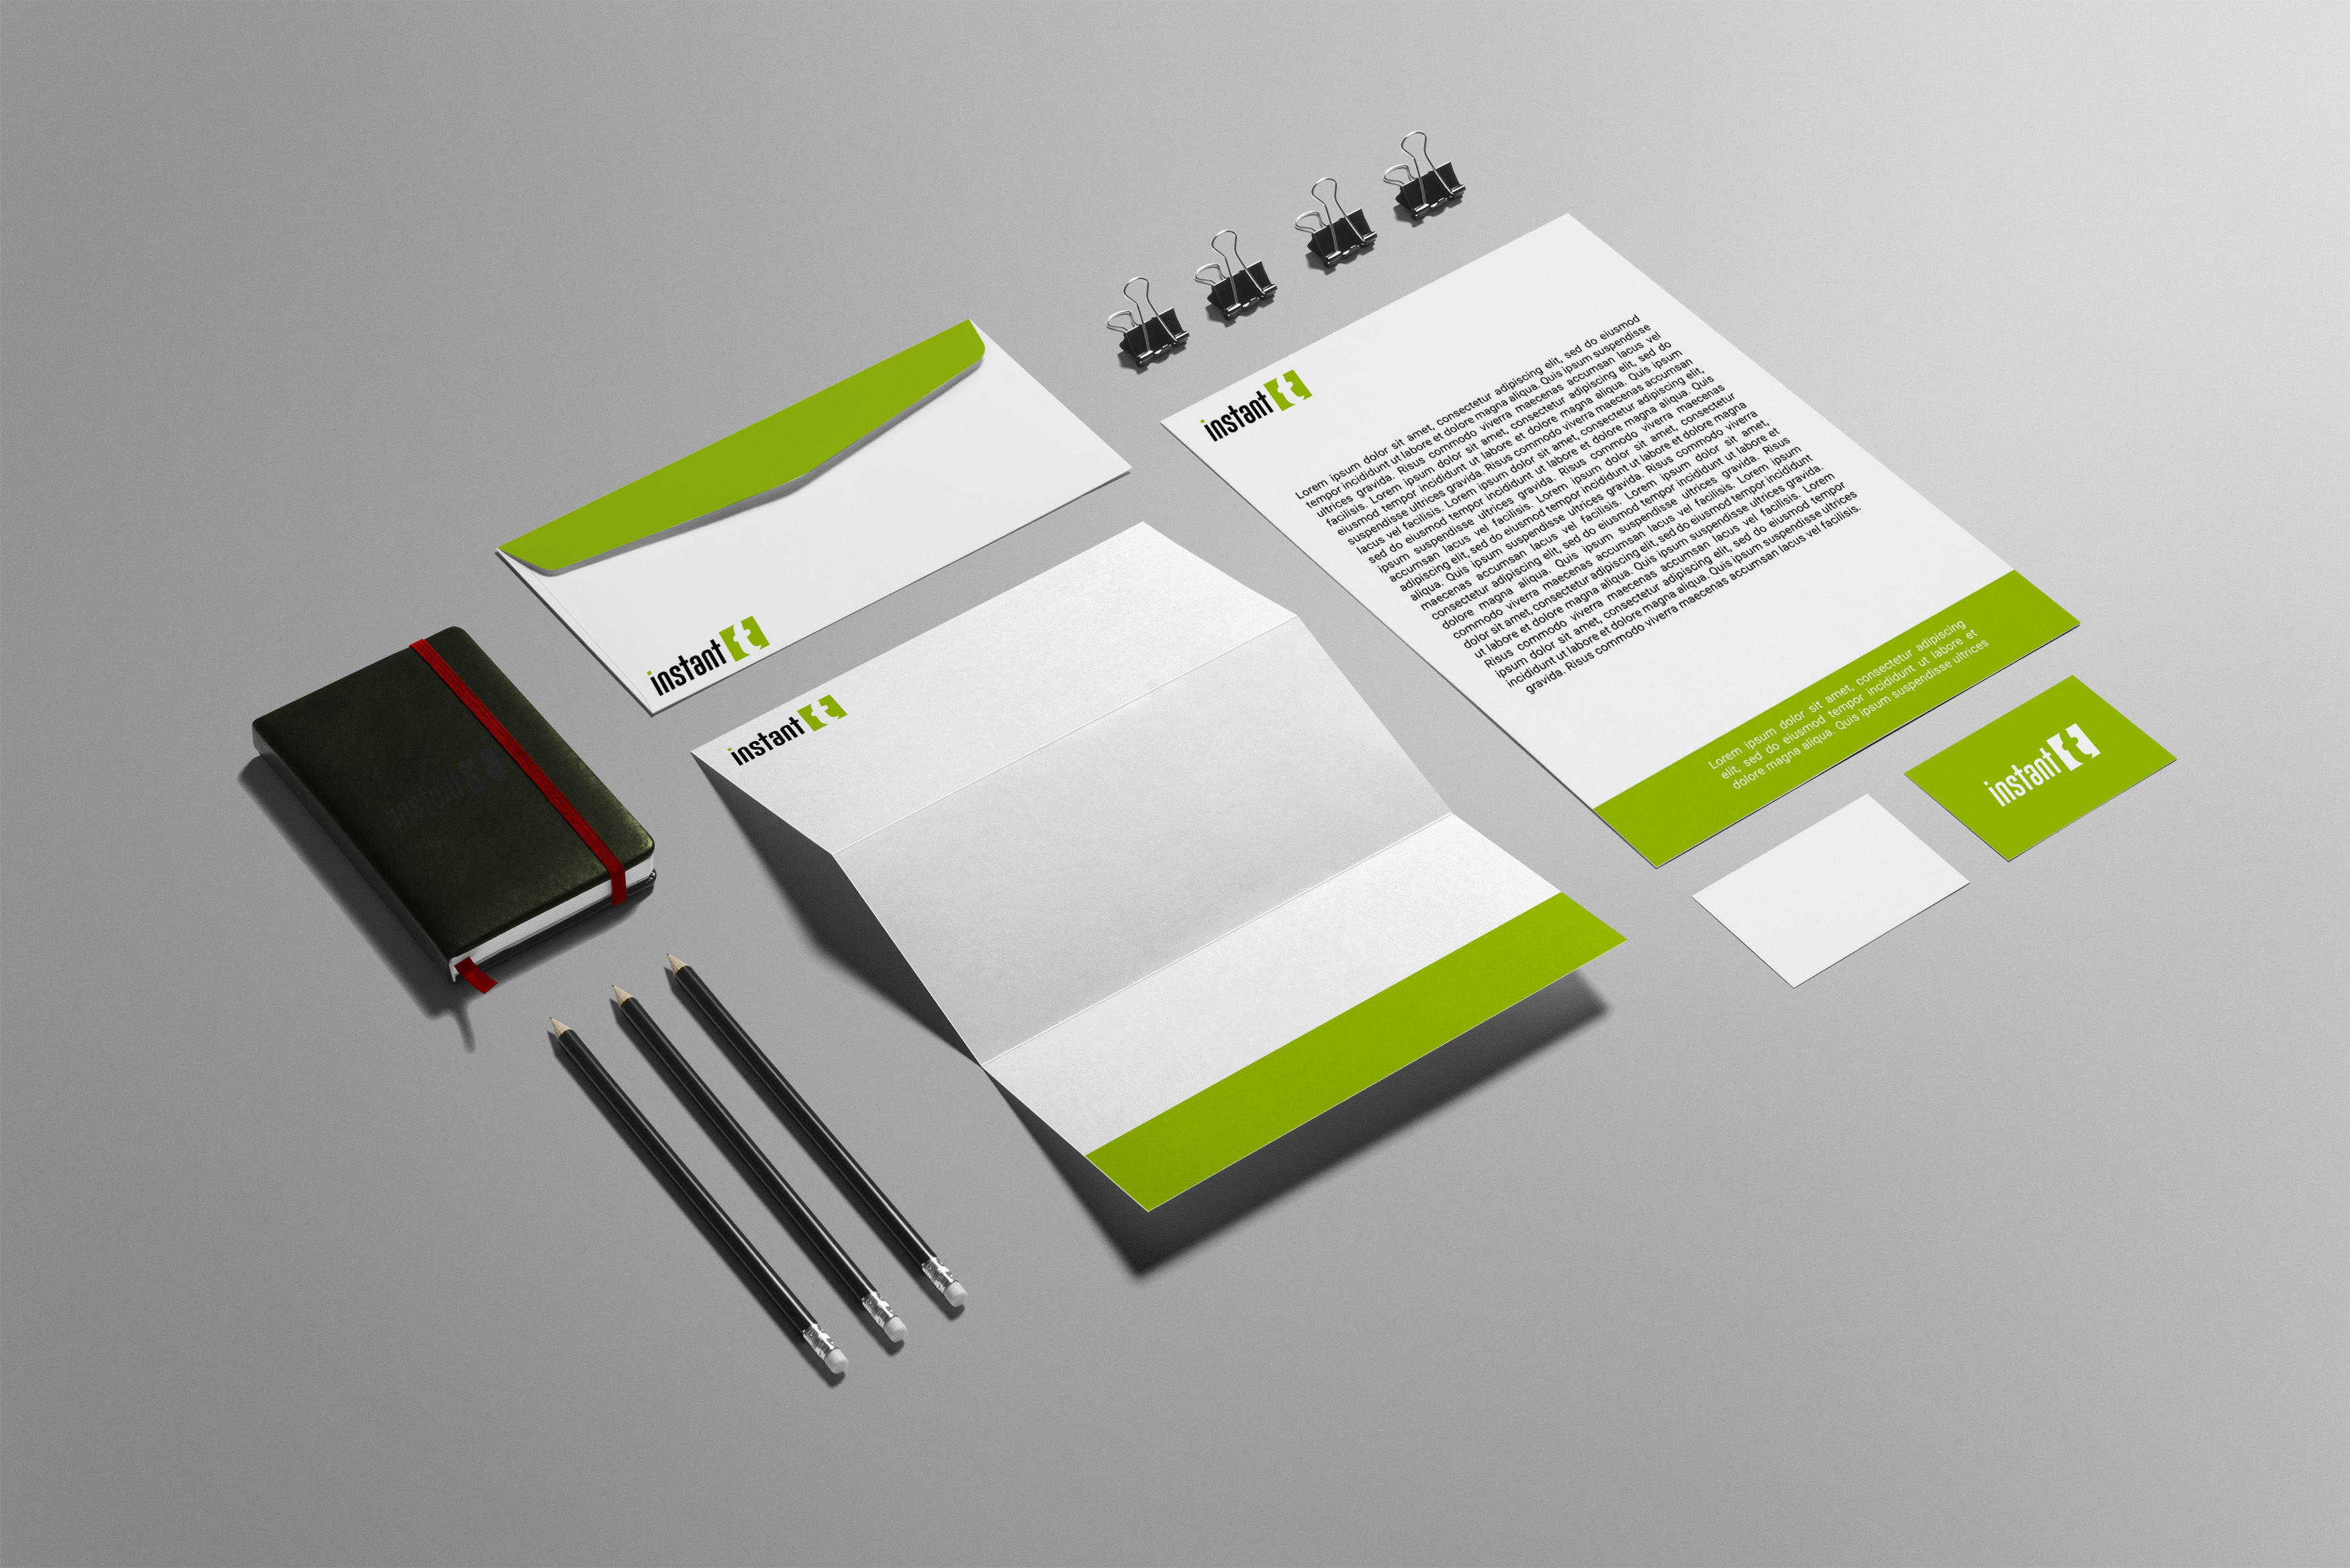 instant t
Lorem ipsum dolor sit amet, consectetur adipiscing elit, sed do eiusmod
tempor incididunt ut labore et dolore magna aliqua. Quis ipsum suspendisse
ultrices gravida. Risus commodo viverra maecenas accumsan lacus vel
facilisis. Lorem ipsum dolor sit amet, consectetur adipiscing elit, sed do
eiusmod tempor incididunt ut labore et dolore magna aliqua. Quis ipsum
suspendisse ultrices gravida. Risus commodo viverra maecenas accumsan
lacus vel facilisis. Lorem ipsum dolor sit amet, consectetur adipiscing elit,
sed do eiusmod tempor incididunt ut labore et dolore magna aliqua. Quis
ipsum suspendisse ultrices gravida. Risus commodo viverra maecenas
accumsan lacus vel facilisis. Lorem ipsum dolor sit amet, consectetur
adipiscing elit, sed do eiusmod tempor incididunt ut labore et dolore magna
aliqua. Quis ipsum suspendisse ultrices gravida. Risus commodo viverra
maecenas accumsan lacus vel facilisis. Lorem ipsum dolor sit amet,
consectetur adipiscing elit, sed do eiusmod tempor incididunt ut labore et
dolore magna aliqua. Quis ipsum suspendisse ultrices gravida. Risus
commodo viverra maecenas accumsan lacus vel facilisis. Lorem ipsum
dolor sit amet, consectetur adipiscing elit, sed do eiusmod tempor incididunt
ut labore et dolore magna aliqua. Quis ipsum suspendisse ultrices gravida.
Risus commodo viverra maecenas accumsan lacus vel facilisis. Lorem
ipsum dolor sit amet, consectetur adipiscing elit, sed do eiusmod tempor
incididunt ut labore et dolore magna aliqua. Quis ipsum suspendisse ultrices
gravida. Risus commodo viverra maecenas accumsan lacus vel facilisis.
Lorem ipsum dolor sit amet, consectetur adipiscing
elit, sed do eiusmod tempor incididunt ut labore et
dolore magna aliqua. Quis ipsum suspendisse ultrices
instant t
instant t
instant t
instant t